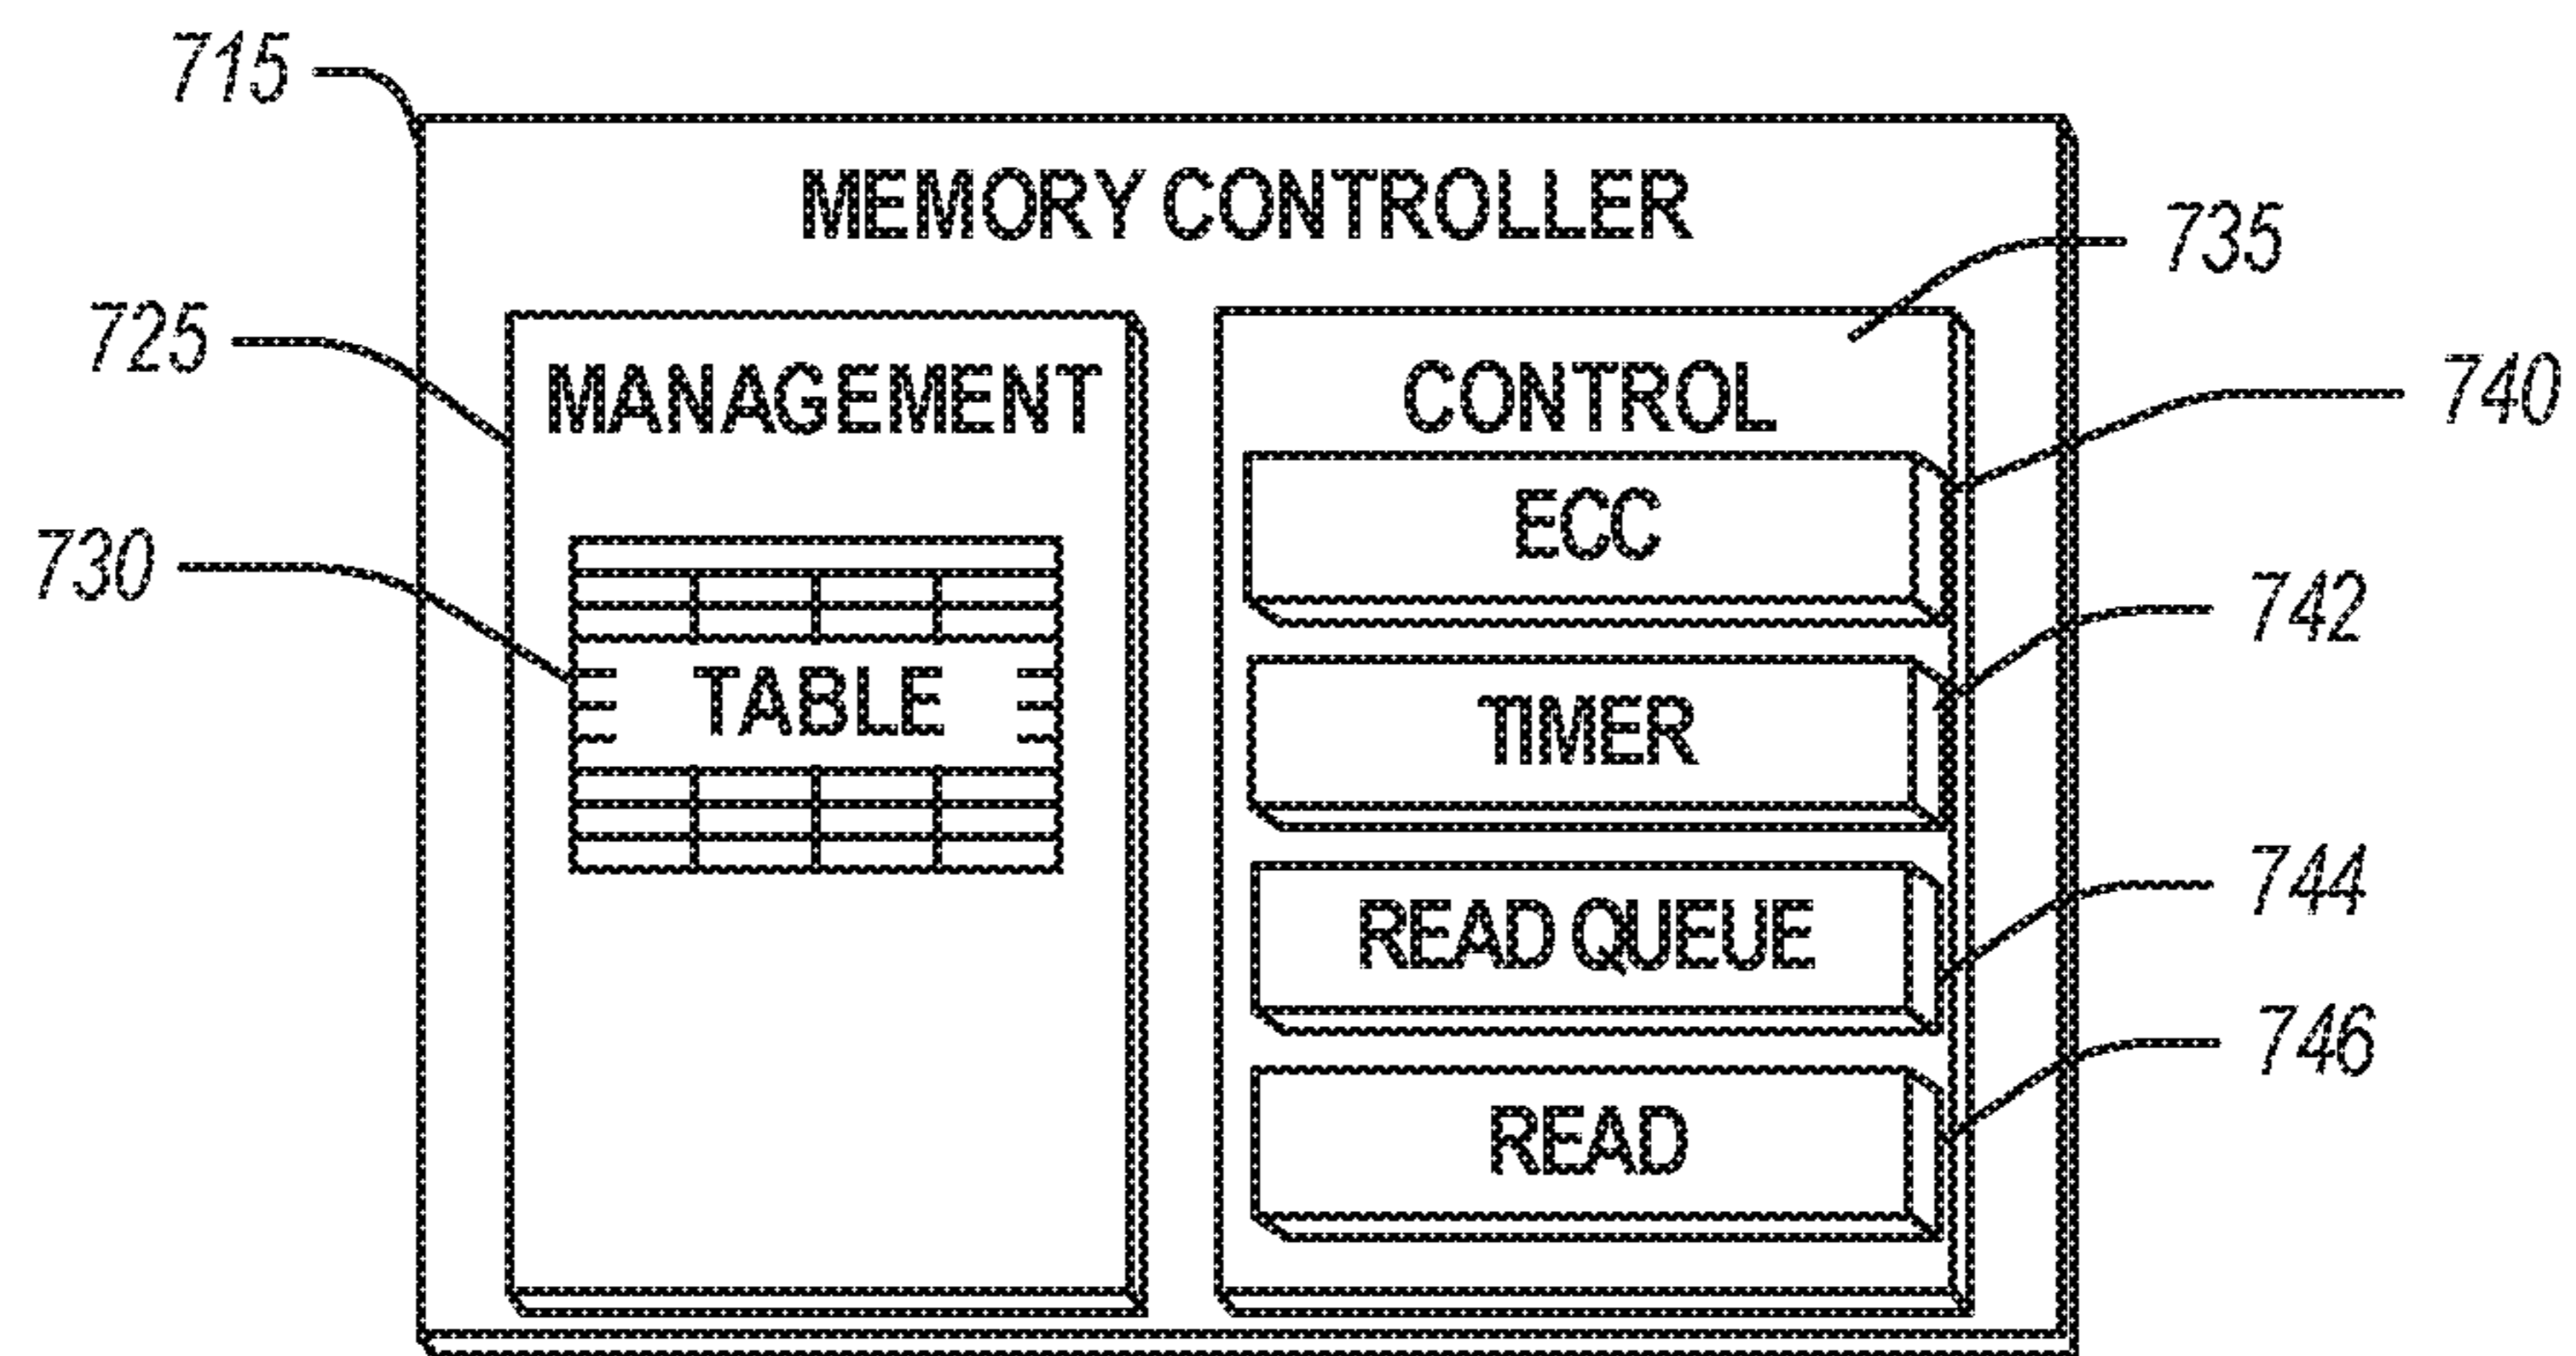 715
MEMORY CONTROLLER
735
725
MANAGEMENT
CONTROL
740
ECC
730
742
TABLE
TIMER
744
READ QUEUE
746
READ